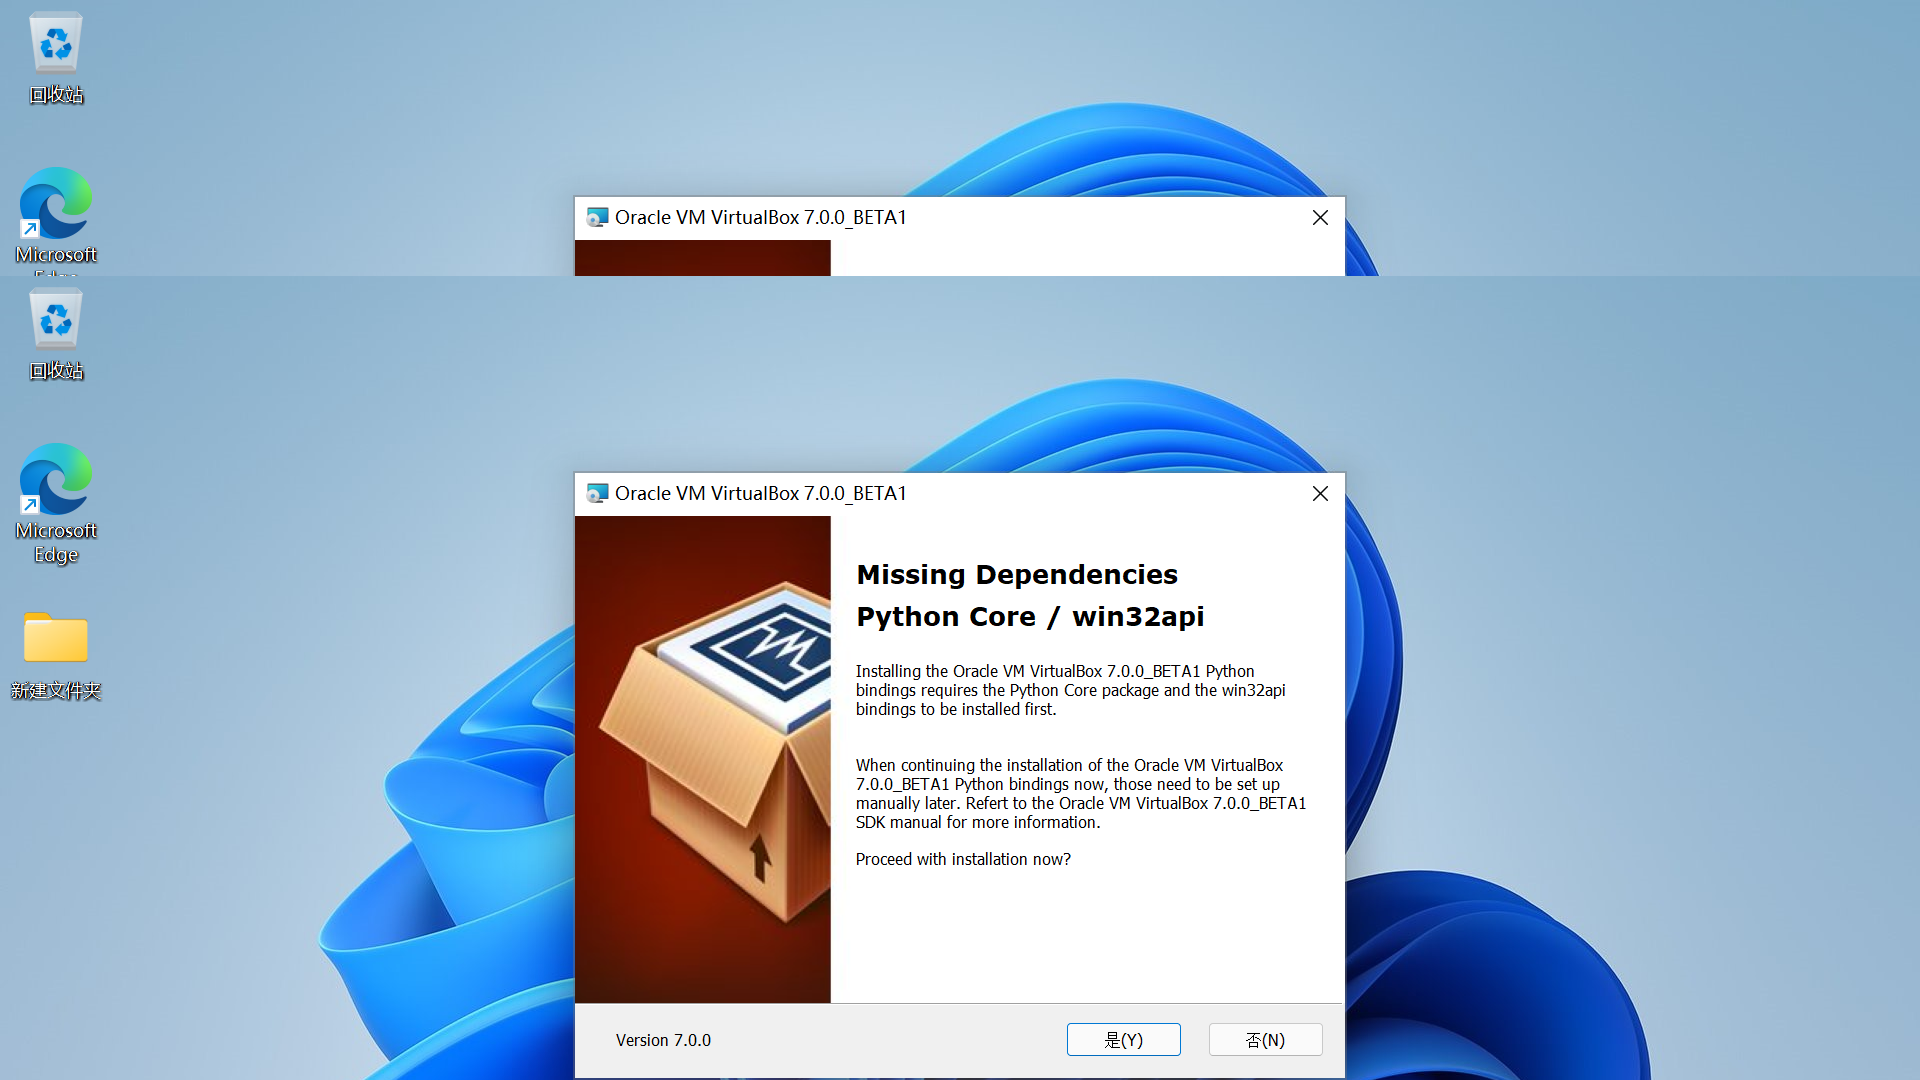 回收站
Microsoft
Oracle VM VirtualBox 7.0.0_BETA1
回收站
Microsoft
Edge
新建文件夹
Oracle VM VirtualBox 7.0.0_BETA1
Missing Dependencies
Python Core / win32api
Installing the Oracle VM VirtualBox 7.0.0_BETA1 Python
bindings requires the Python Core package and the win32api
bindings to be installed first.
When continuing the installation of the Oracle VM VirtualBox
7.0.0_BETA1 Python bindings now, those need to be set up
manually later. Refert to the Oracle VM VirtualBox 7.0.0_BETA1
SDK manual for more information.
Proceed with installation now?
Version 7.0.0
是(Y)
否(N)